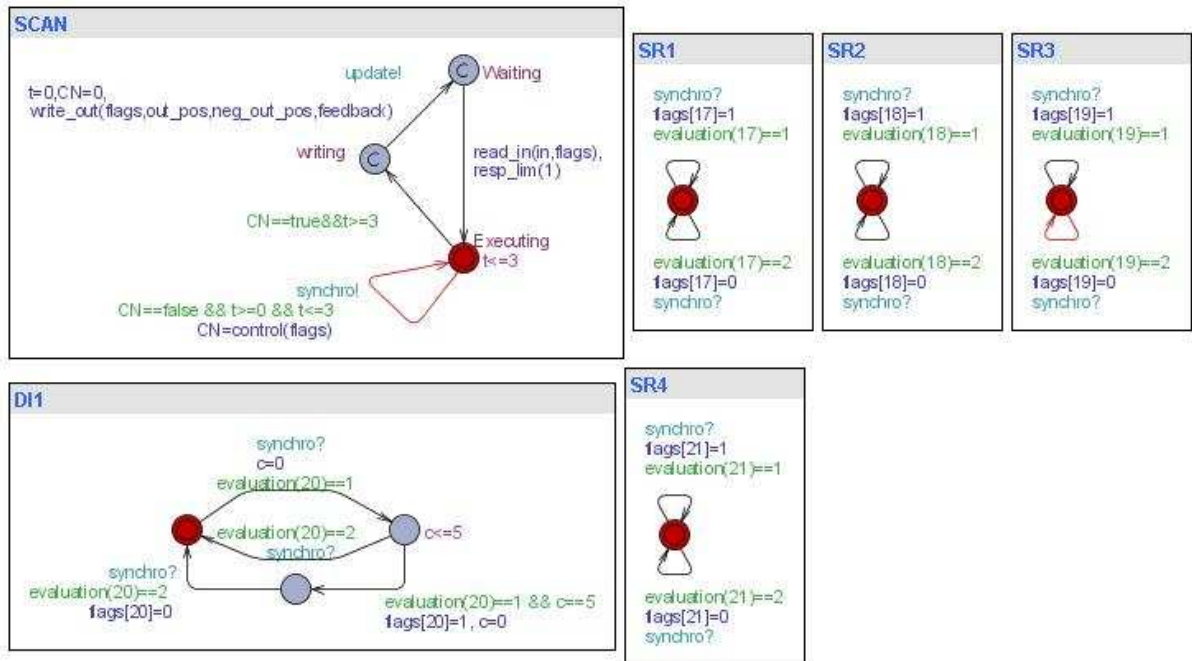 SCAN
update!
Waiting
t=0,CN=0,
write_out(flags,out_pos,neg_out_pos,feedback)
writing
read_in(in,flags),
resp_lim(1)
CN==true&&t>=3
Executing
t<=3
synchro!
CN==false && t>=0 && t<=3
CN=control(flags)
SR1
synchro?
flags[17]=1
evaluation(17)==1
evaluation(17)==2
flags[17]=0
synchro?
SR2
synchro?
flags[18]=1
evaluation(18)==1
evaluation(18)==2
flags[18]=0
synchro?
SR3
synchro?
flags[19]=1
evaluation(19)==1
evaluation(19)==2
flags[19]=0
synchro?
DI1
synchro?
c=0
evaluation(20)==1
evaluation(20)==2
synchro?
c<=5
synchro?
evaluation(20)==2
flags[20]=0
evaluation(20)==1 && c==5
flags[20]=1 , c=0
SR4
synchro?
flags[21]=1
evaluation(21)==1
evaluation(21)==2
flags[21]=0
synchro?
C
C